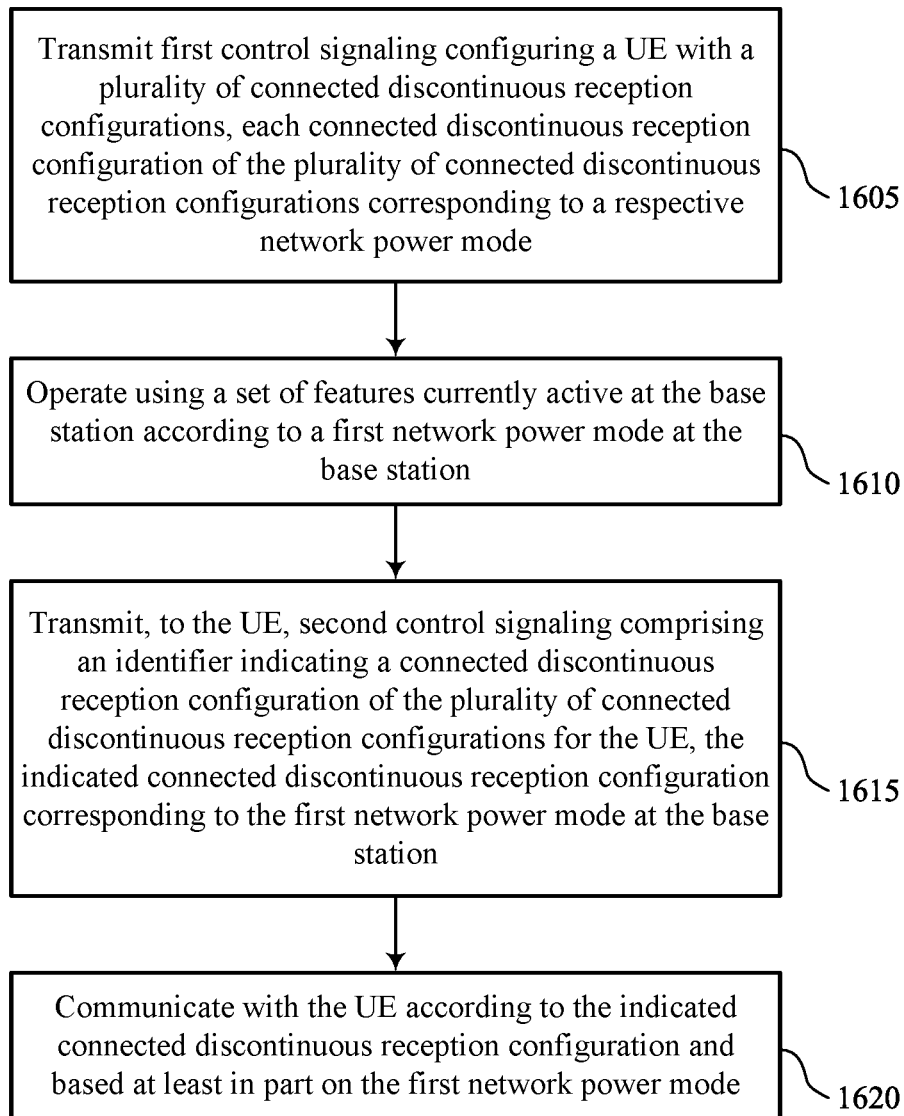 Transmit first control signaling configuring a UE with a
plurality of connected discontinuous reception
configurations, each connected discontinuous reception
configuration of the plurality of connected discontinuous
reception configurations corresponding to a respective
network power mode
1605
Operate using a set of features currently active at the base
station according to a first network power mode at the
base station
1610
Transmit, to the UE, second control signaling comprising
an identifier indicating a connected discontinuous
reception configuration of the plurality of connected
discontinuous reception configurations for the UE, the
indicated connected discontinuous reception configuration
corresponding to the first network power mode at the base
station
1615
Communicate with the UE according to the indicated
connected discontinuous reception configuration and
based at least in part on the first network power mode
1620